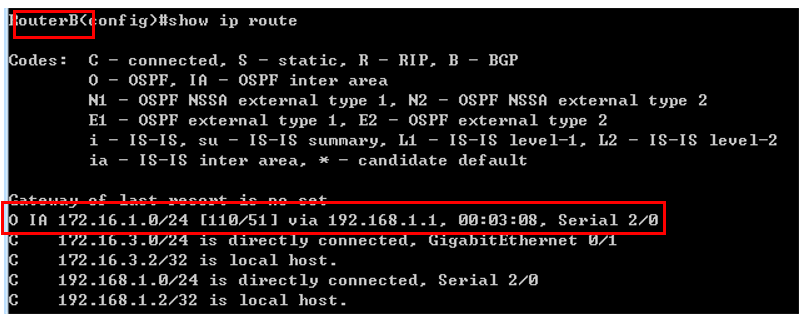 RouterB(config)#show ip route
Codes:  C - connected, S - static, R - RIP, B - BGP
O - OSPF, IA - OSPF inter area
N1 - OSPF NSSA external type 1, N2 - OSPF NSSA external type 2
E1 - OSPF external type 1, E2 - OSPF external type 2
i - IS-IS, su - IS-IS summary, L1 - IS-IS level-1, L2 - IS-IS level-2
ia - IS-IS inter area, * - candidate default
Gateway of last resort is no set
O IA 172.16.1.0/24 [110/51] via 192.168.1.1, 00:03:08, Serial 2/0
C    172.16.3.0/24 is directly connected, GigabitEthernet 0/1
C    172.16.3.2/32 is local host.
C    192.168.1.0/24 is directly connected, Serial 2/0
C    192.168.1.2/32 is local host.